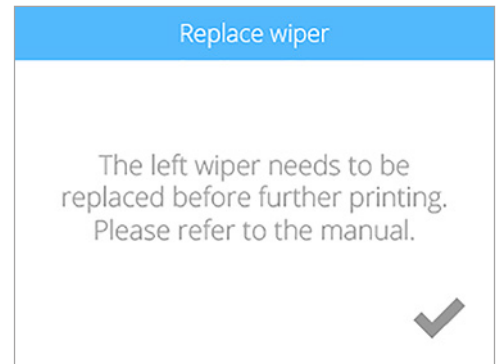 Replace wiper
The left wiper needs to be
replaced before further printing.
Please refer to the manual.